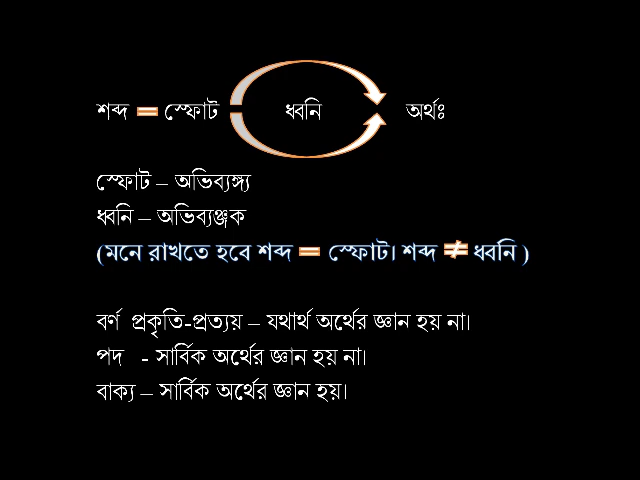 শব্দ = স্ফোট ধ্বনি অর্থঃ
স্ফোট – অভিব্যঙ্গ্য
ধ্বনি – অভিব্যঞ্জক
(মনে রাখতে হবে শব্দ = স্ফোট। শব্দ ≠ ধ্বনি )
বর্ণ প্রকৃতি-প্রত্যয় – যথার্থ অর্থের জ্ঞান হয় না।
পদ - সার্বিক অর্থের জ্ঞান হয় না।
বাক্য – সার্বিক অর্থের জ্ঞান হয়।